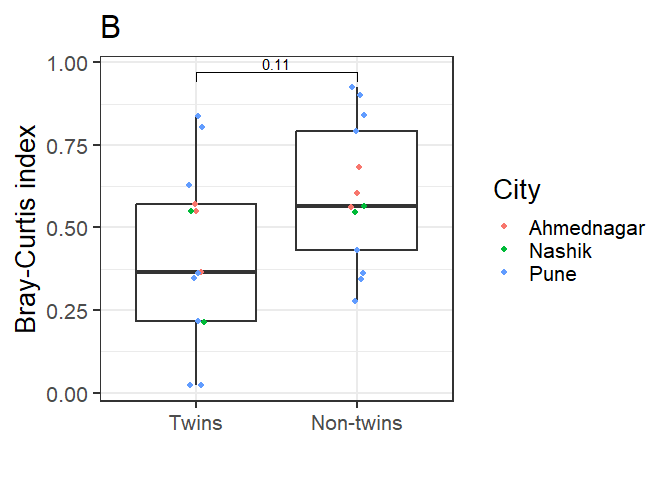 B
1.00
0.75
0.50
0.25
0.00
Bray-Curtis index
0.11
Twins
Non-twins
City
Ahmednagar
Nashik
Pune